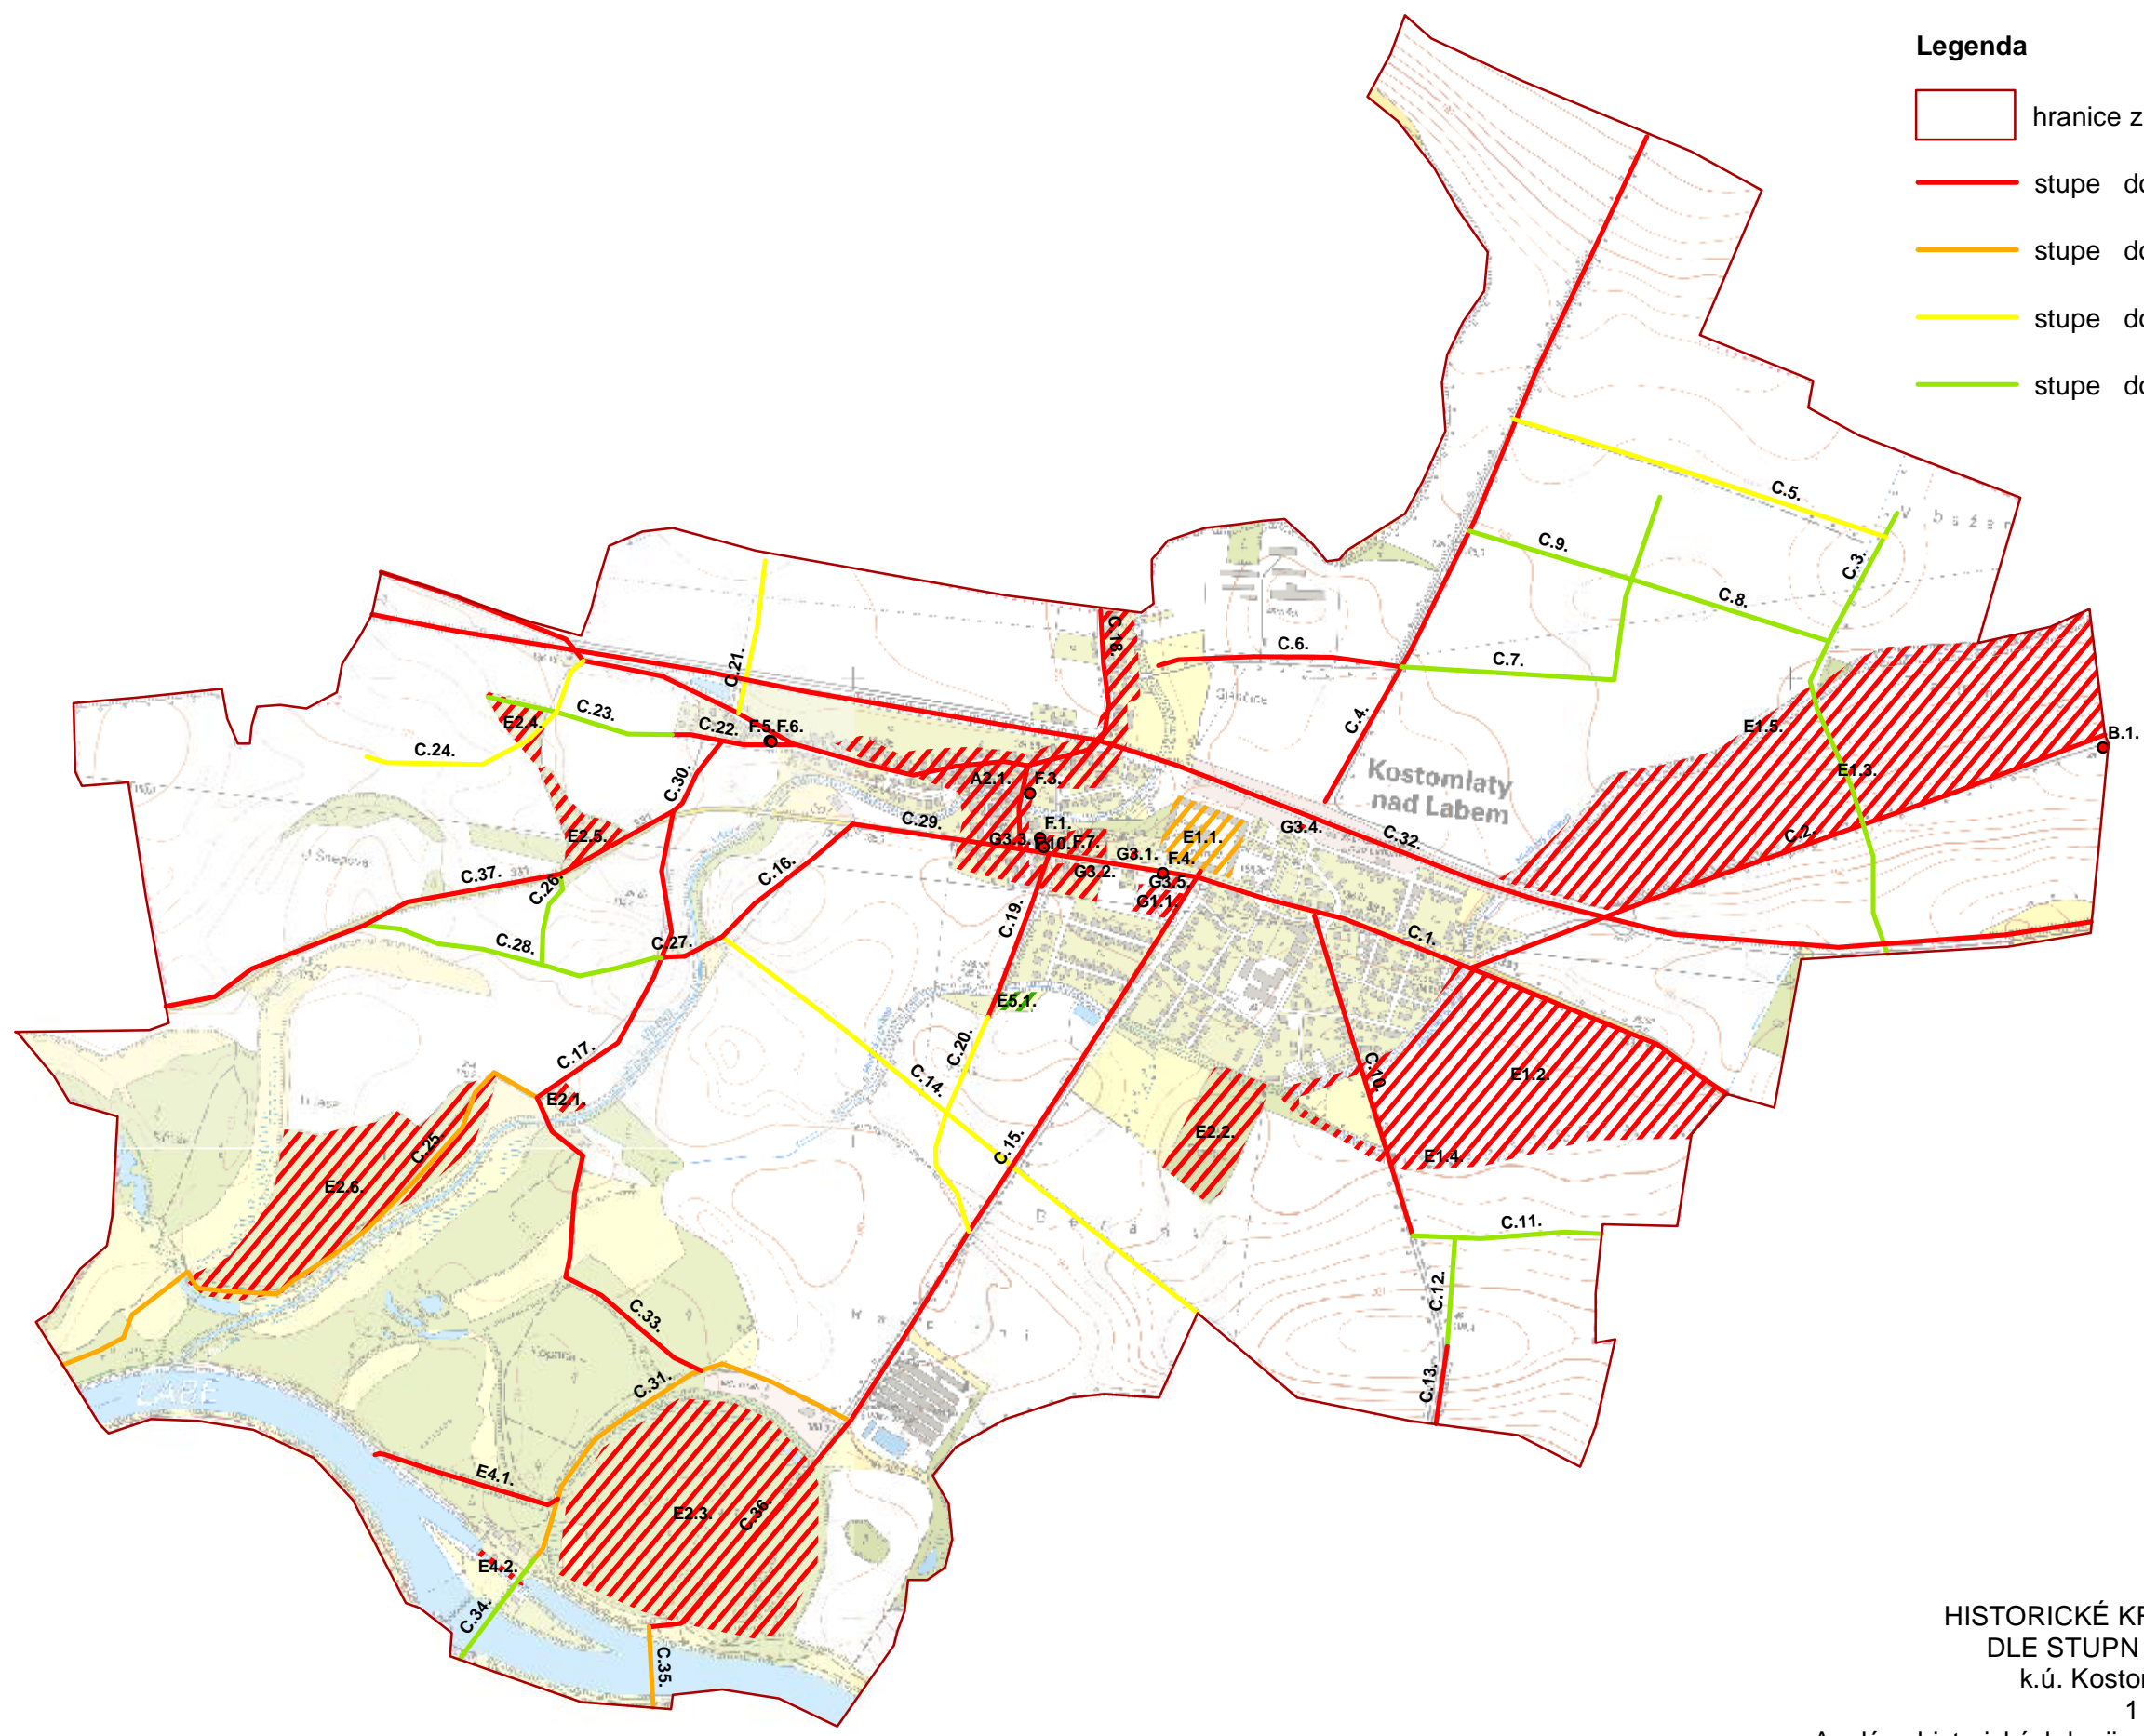 Legenda
hranice z
stupe do
stupe do
stupe do
stupe do
C.5.
C.9.
C.3.
C.8.
C.18.
C.6.
C.7.
C.21.
C.4.
C.23.
E2.4.
C.22.
F.5.
F.6.
E1.5.
B.1.
C.24.
C.30.
A2.1.
F.3.
Kostomlaty
nad Labem
E1.3.
C.29.
F.1.
E1.1.
G3.4.
C.32.
C.2.
E2.5.
G3.3.
F.10.
F.7.
G3.1.
F.4.
C.37.
C.26.
C.16.
G3.2.
G3.5.
G1.1.
C.19.
C.1.
C.28.
C.27.
E5.1.
C.20.
C.17.
C.14.
C.10.
E1.2.
E2.1.
C.25.
C.15.
E2.2.
E1.4.
E2.6.
C.11.
C.12.
C.33.
C.13.
C.31.
LABE
E4.1.
E2.3.
C.36.
E4.2.
C.34.
C.35.
HISTORICKÉ
DLE STUPN
k.ú. Kosto
1